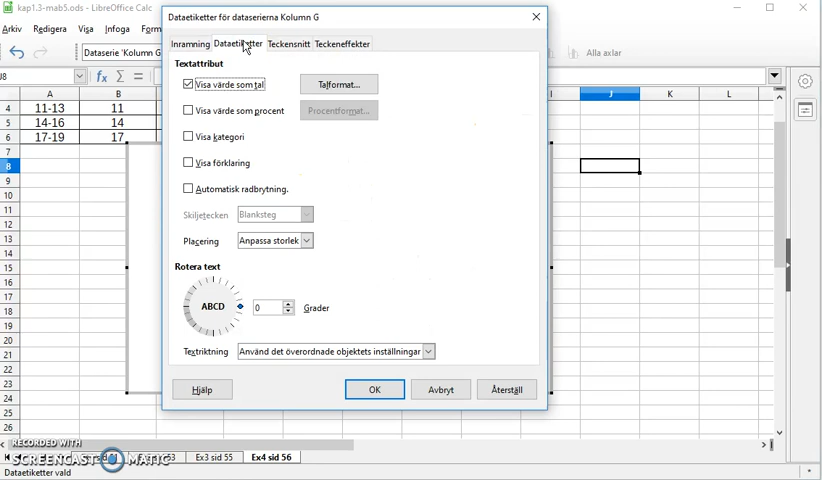 kap1.3-mab5.ods - LibreOffice Calc
Dataetiketter för dataserierna Kolumn G
Arkiv Redigera Visa Infoga
Inramning Dataetiketter Teckensnitt Teckeneffekter
Dataserie 'Kolumn G
Alla axlar
Textattribut
Visa värde som tal
Talformat...
Visa värde som procent
Procentformat...
Visa kategori
Visa förklaring
Automatisk radbrytning.
Skiljetecken Blanksteg
Placering Anpassa storlek
Rotera text
ABCD
0 Grader
Textriktning Använd det överordnade objektets inställningar
Hjälp OK Avbryt Återställ
J8
A B I J K L
4 11-13 11
5 14-16 14
6 17-19 17
7
8
9
10
11
12
13
14
15
16
17
18
19
20
21
22
23
24
25
26
RECORDED WITH
SCREENCAST-O-MATIC
Ex3 sid 55 Ex4 sid 56
Dataetiketter vald